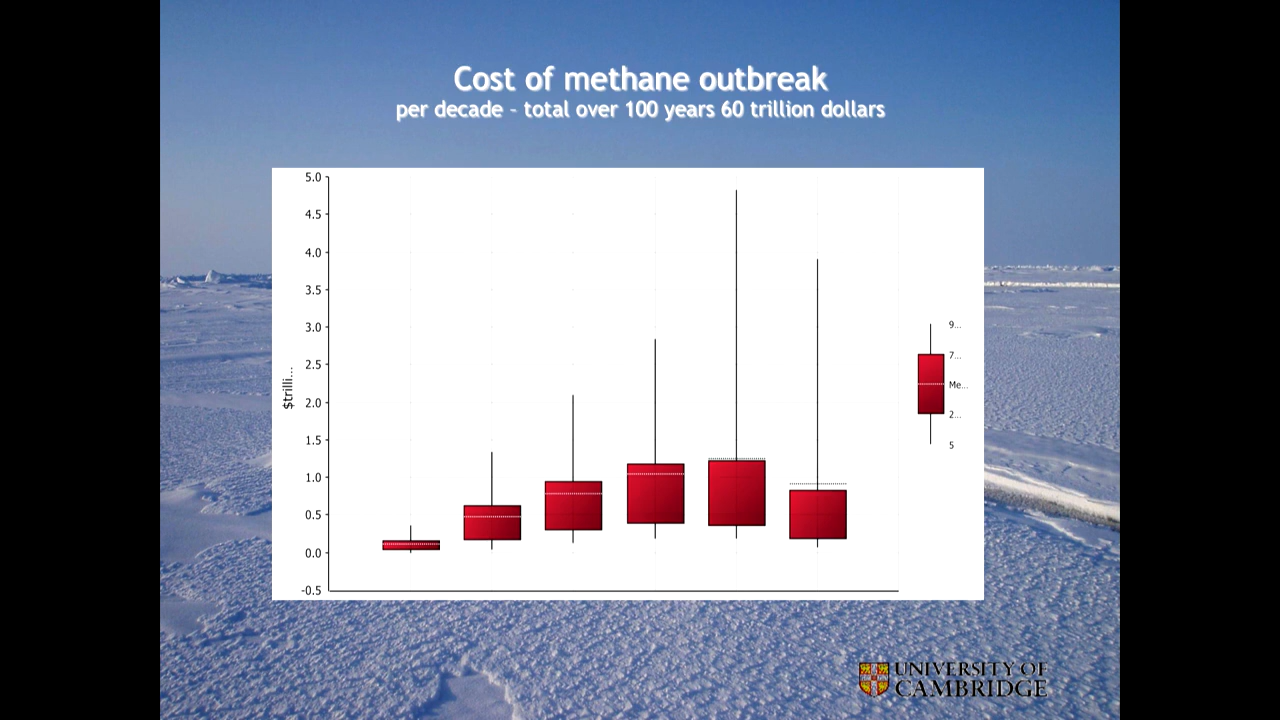 Cost of methane outbreak
per decade - total over 100 years 60 trillion dollars
5.0
4.5
4.0
3.5
3.0
2.5
2.0
1.5
1.0
0.5
0.0
-0.5
$trilli...
9...
7...
Me...
2...
5
UNIVERSITY OF
CAMBRIDGE